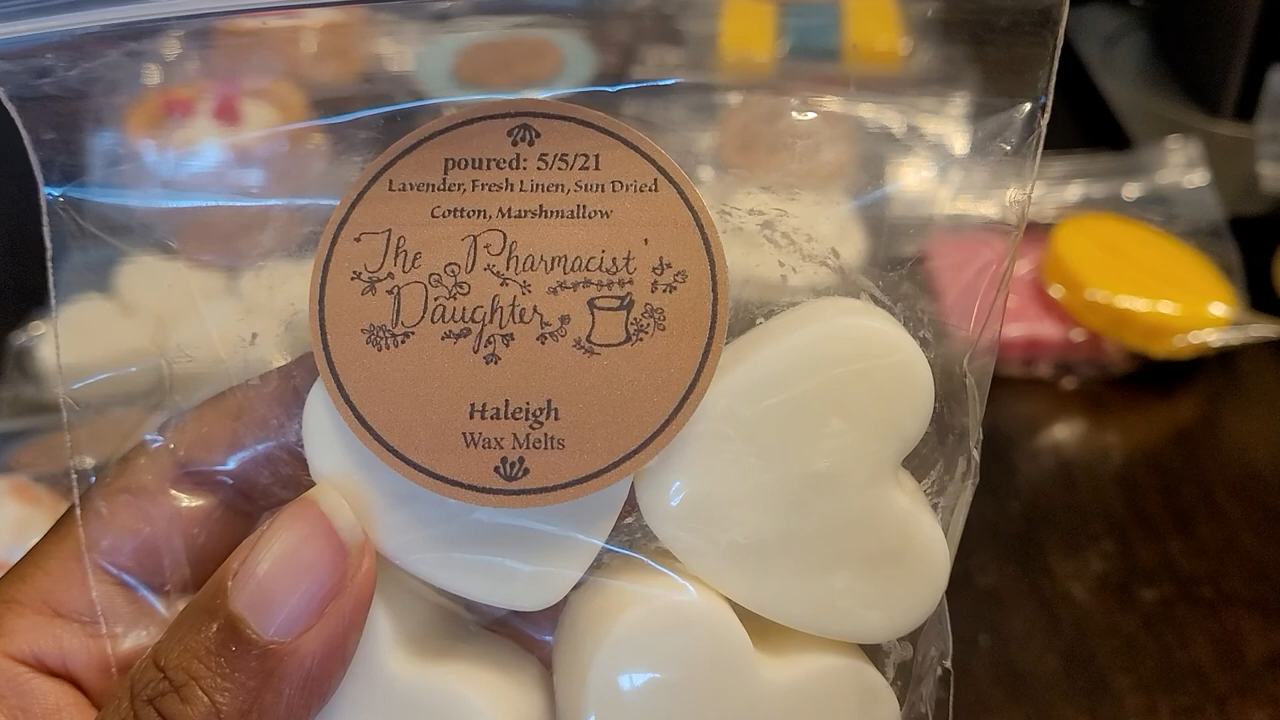 poured: 5/5/21
Lavender, Fresh Linen, Sun Dried
Cotton, Marshmallow
The Pharmacist's
Daughter
Haleigh
Wax Melts